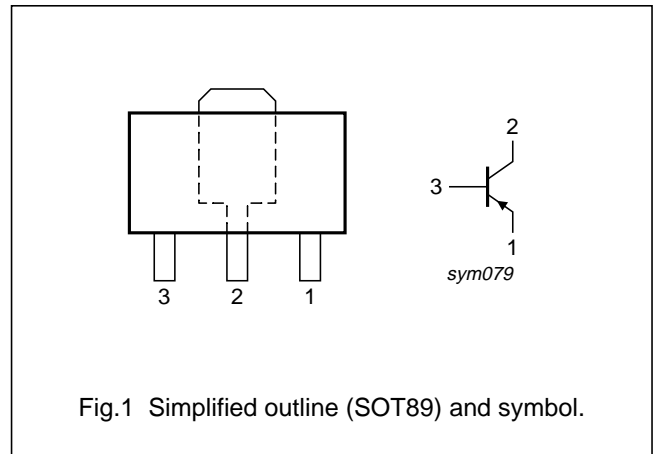 2
3
1
sym079
3 2 1
Fig.1 Simplified outline (SOT89) and symbol.